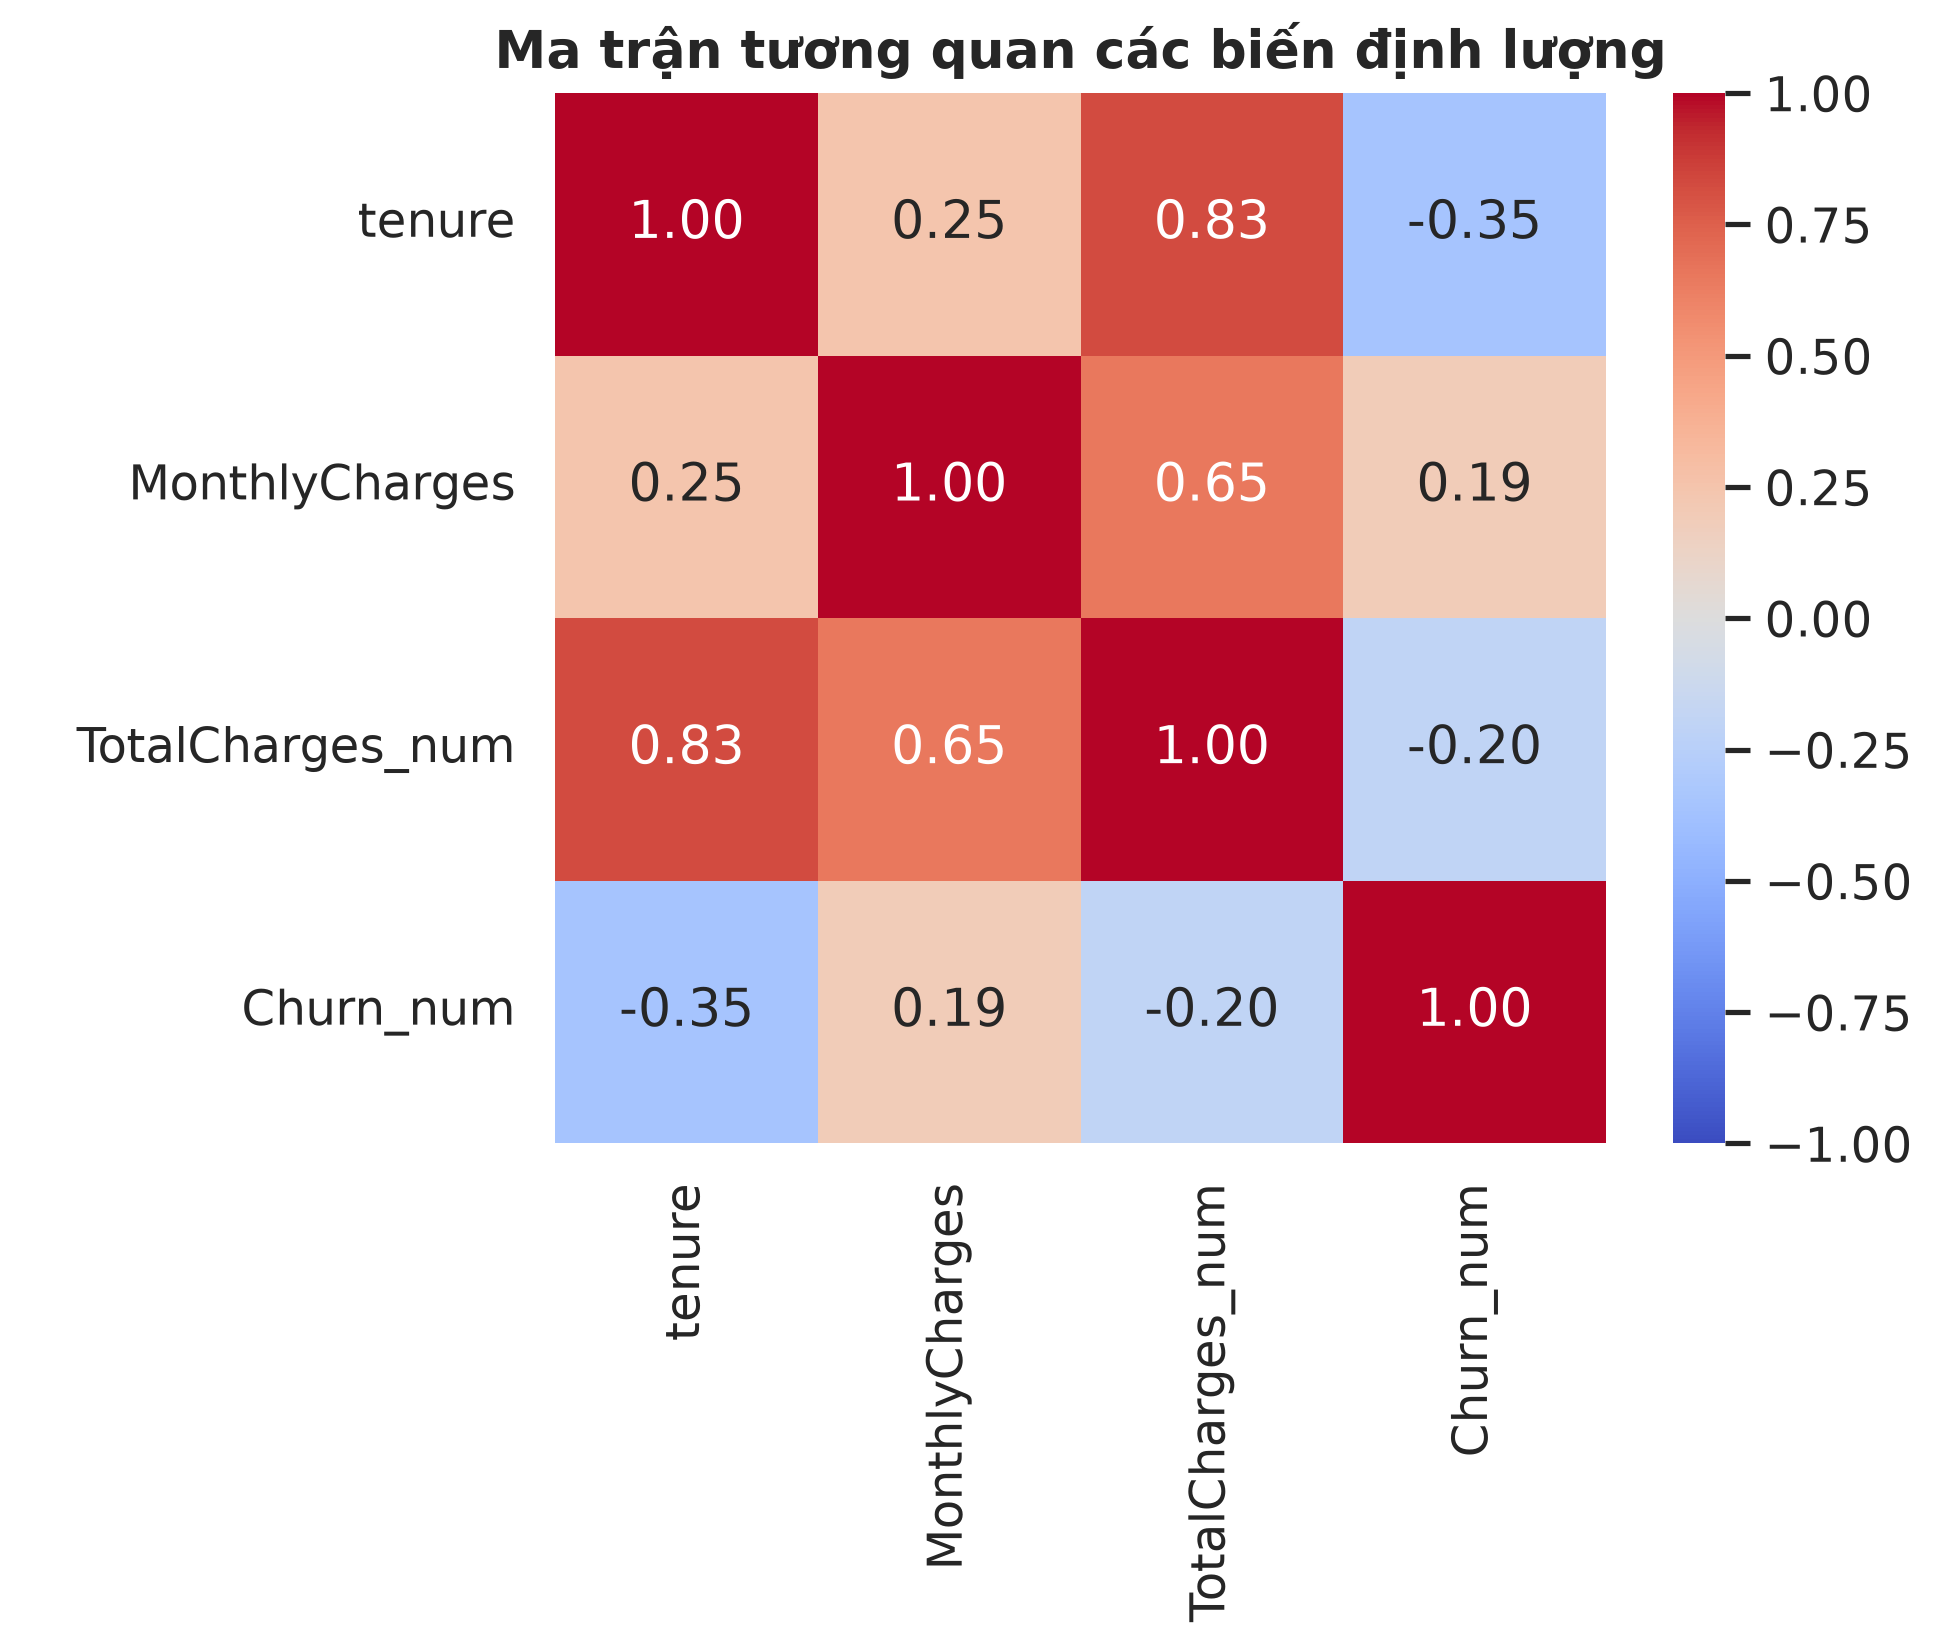 Ma trận tương quan các biến định lượng
tenure
1.00 0.25 0.83 -0.35
MonthlyCharges
0.25 1.00 0.65 0.19
TotalCharges_num
0.83 0.65 1.00 -0.20
Churn_num
-0.35 0.19 -0.20 1.00
tenure
MonthlyCharges
TotalCharges_num
Churn_num
1.00
0.75
0.50
0.25
0.00
−0.25
−0.50
−0.75
−1.00